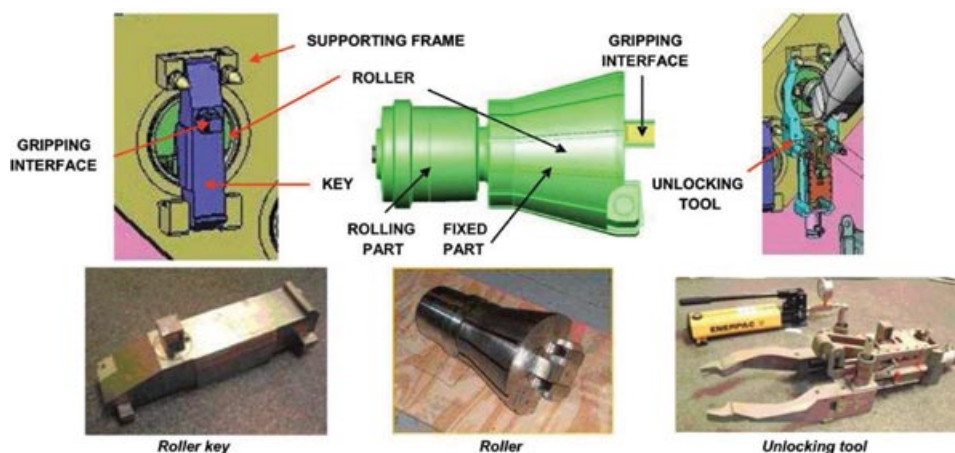 SUPPORTING FRAME
ROLLER
GRIPPING
INTERFACE
KEY
GRIPPING
INTERFACE
ROLLER
ROLLING
PART
FIXED
PART
UNLOCKING
TOOL
ENERPAC
Roller key
Roller
Unlocking tool